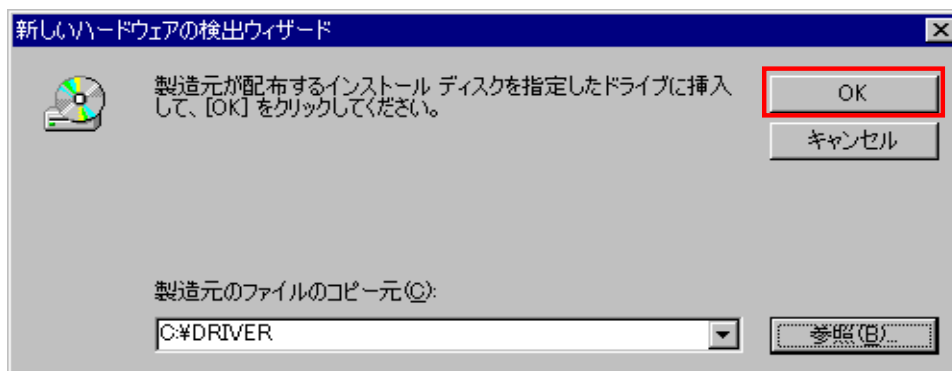 新しいハードウェアの検出ウィザード
製造元が配布するインストール ディスクを指定したドライブに挿入
して、[OK] をクリックしてください。
OK
キャンセル
製造元のファイルのコピー元(C):
C:¥DRIVER
参照(B)...